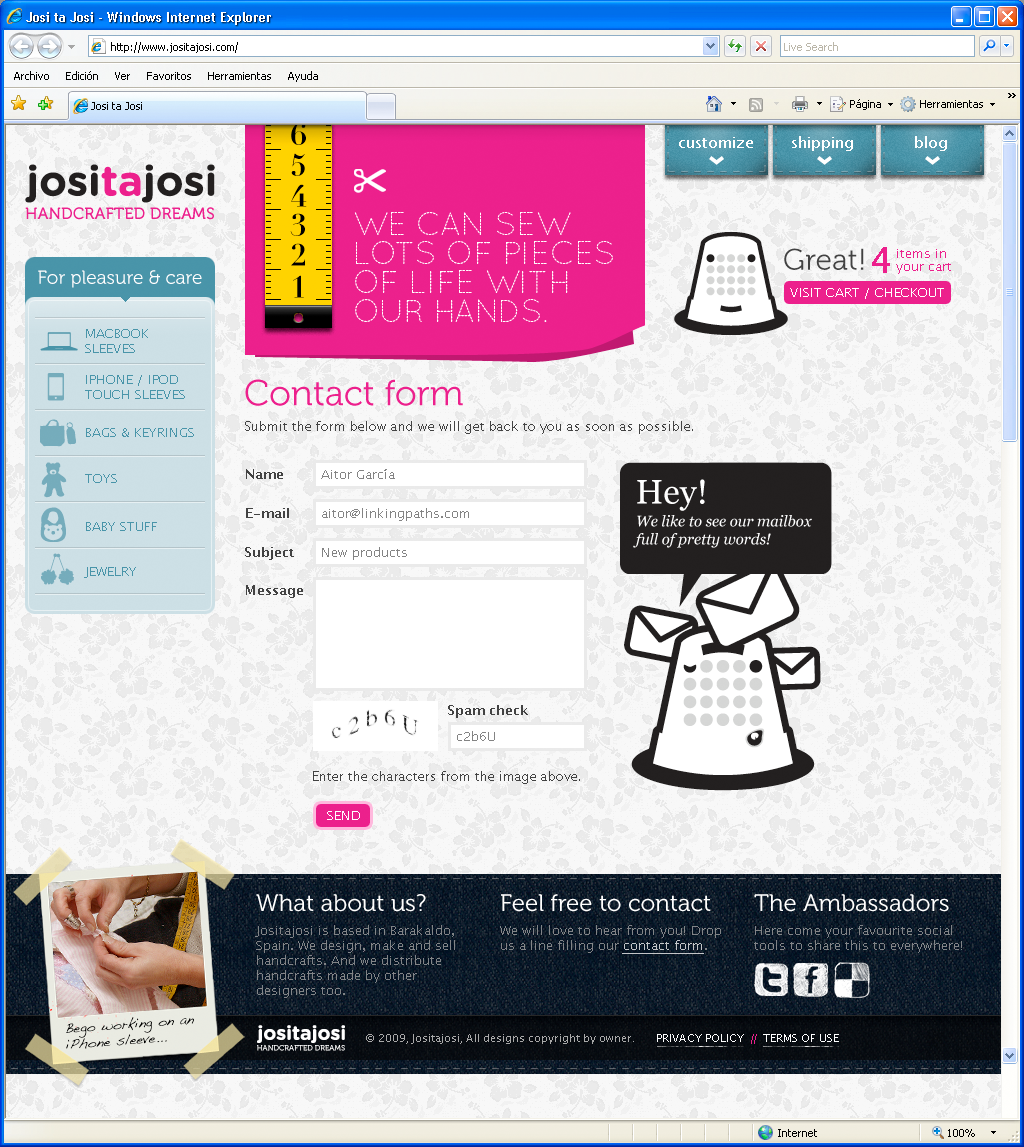 Josi ta Josi - Windows Internet Explorer
http://www.jositajosi.com/
Live Search
Archivo Edición Ver Favoritos Herramientas Ayuda
Josi ta Josi
Página Herramientas »
jositajosi
HANDCRAFTED DREAMS
6
5
4
3
2
1
WE CAN SEW
LOTS OF PIECES
OF LIFE WITH
OUR HANDS.
customize shipping blog
Great! 4 items in
your cart
VISIT CART / CHECKOUT
For pleasure & care
MACBOOK
SLEEVES
IPHONE / IPOD
TOUCH SLEEVES
BAGS & KEYRINGS
TOYS
BABY STUFF
JEWELRY
Contact form
Submit the form below and we will get back to you as soon as possible.
Name Aitor García
E-mail aitor@linkingpaths.com
Subject New products
Message
c2b6U
Spam check
c2b6U
Enter the characters from the image above.
SEND
Hey!
We like to see our mailbox
full of pretty words!
Bego working on an
iPhone sleeve...
What about us?
Jositajosi is based in Barakaldo,
Spain. We design, make and sell
handcrafts. And we distribute
handcrafts made by other
designers too.
Feel free to contact
We will love to hear from you! Drop
us a line filling our contact form.
The Ambassadors
Here come your favourite social
tools to share this to everywhere!
t f
jositajosi
HANDCRAFTED DREAMS
© 2009, Jositajosi, All designs copyright by owner.
PRIVACY POLICY // TERMS OF USE
Internet 100%